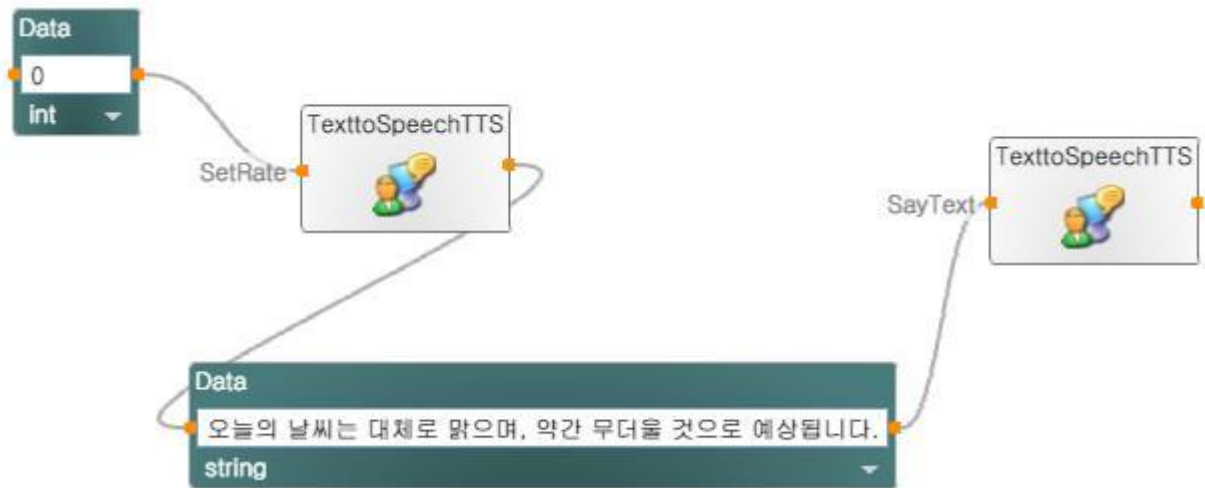 Data
0
int
SetRate
TexttoSpeechTTS
SayText
TexttoSpeechTTS
Data
오늘의 날씨는 대체로 맑으며, 약간 무더울 것으로 예상됩니다.
string